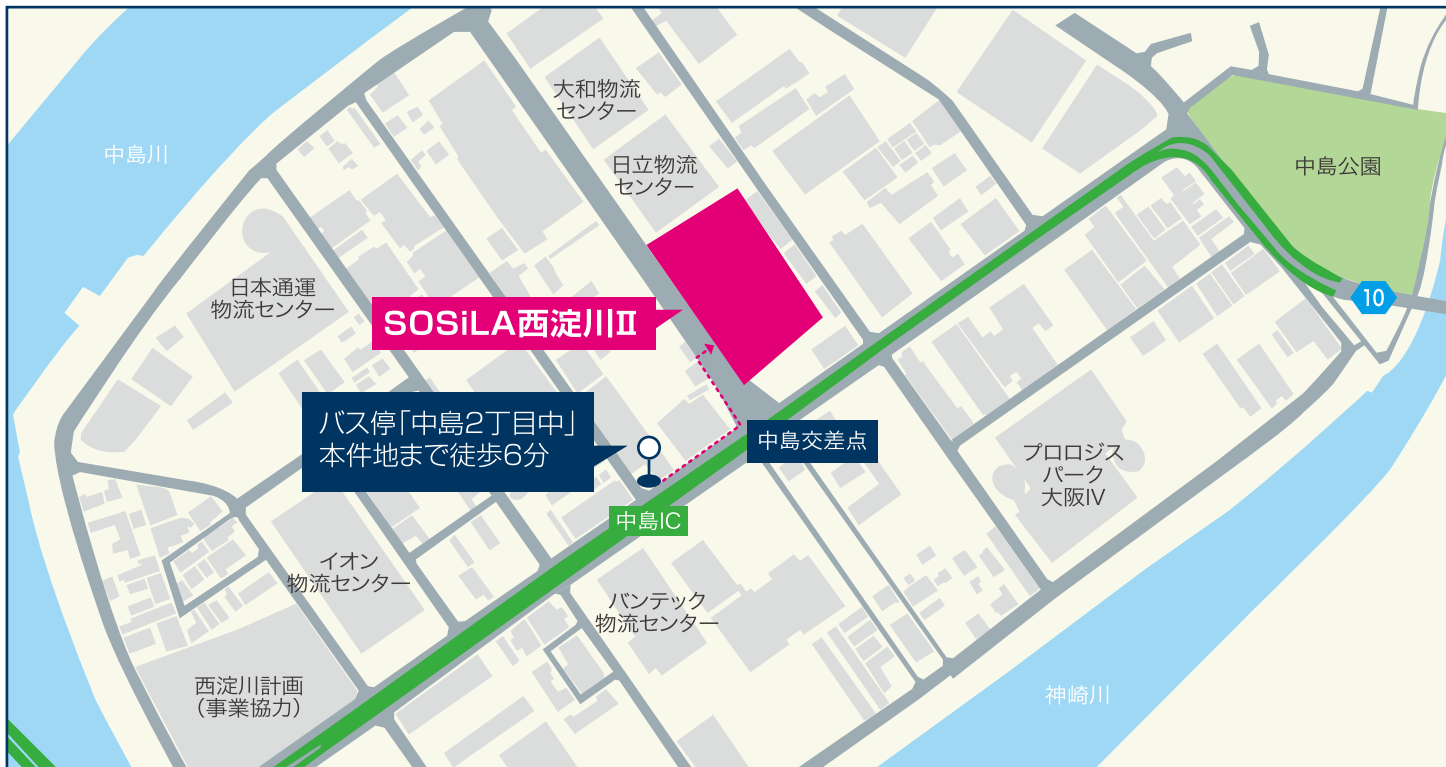 大和物流
センター
中島川
日立物流
センター
中島公園
日本通運
物流センター
10
SOSiLA西淀川Ⅱ
バス停「中島2丁目中」
本件地まで徒歩6分
中島交差点
プロロジス
パーク
大阪Ⅳ
中島IC
イオン
物流センター
バンテック
物流センター
西淀川計画
（事業協力）
神崎川